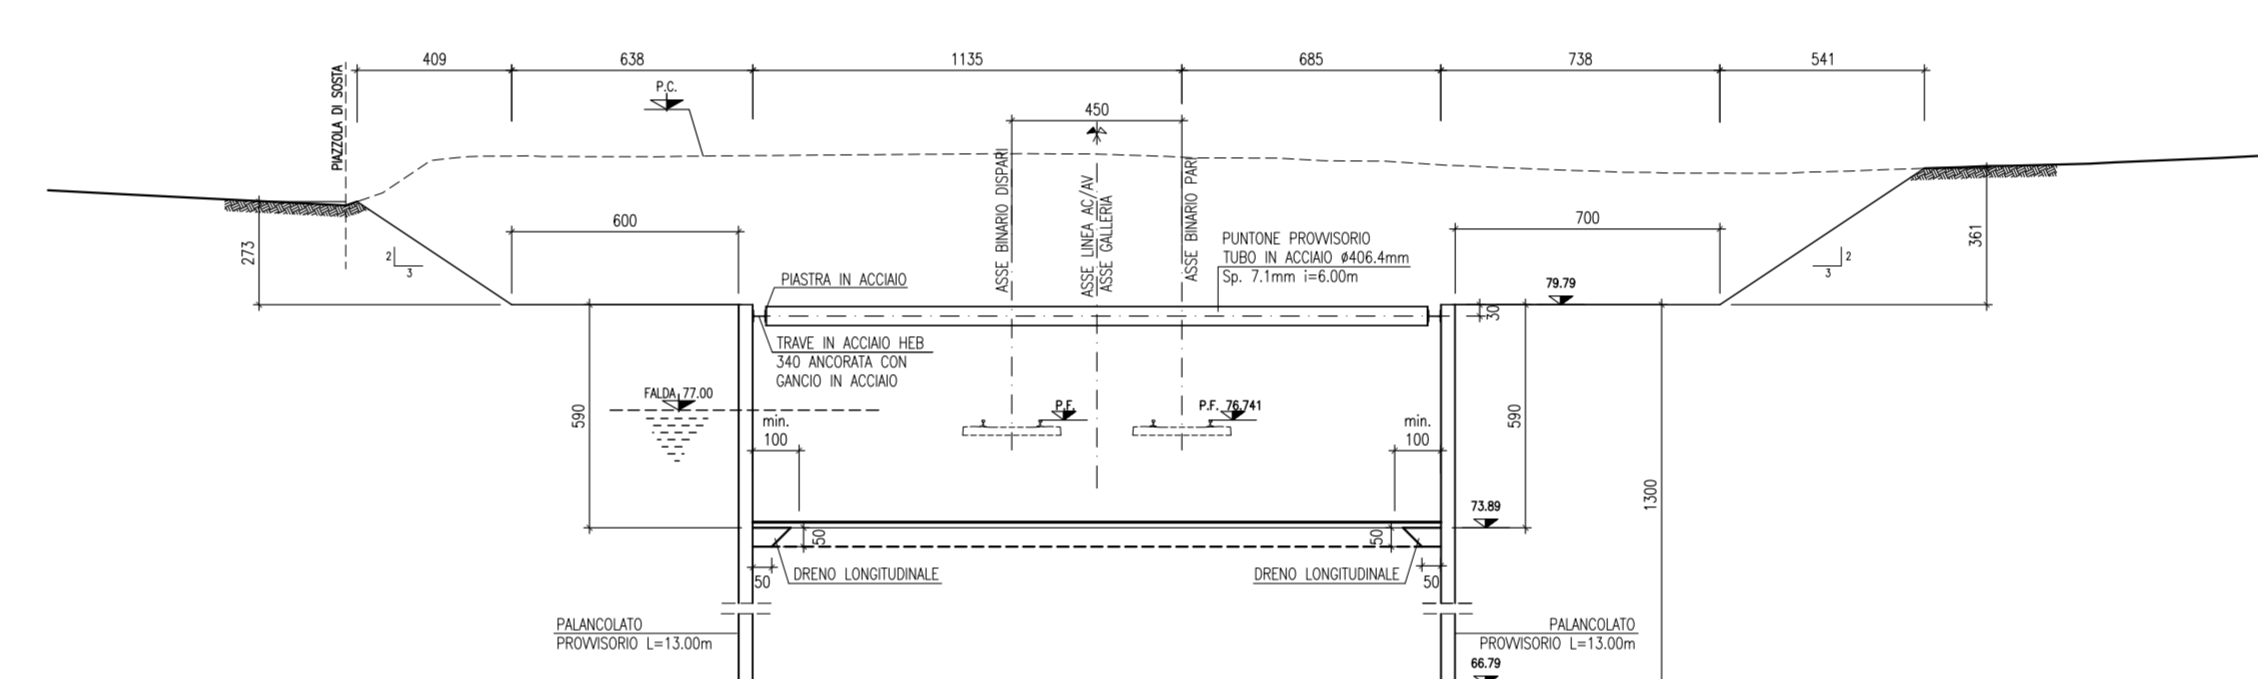 409
638
1135
685
738
541
PIAZZOLA DI SOSTA
P.C.
450
ASSE BINARIO DISPARI
ASSE LINEA AC/AV
ASSE GALLERIA
ASSE BINARIO PARI
600
700
273
2
3
361
2
3
PUNTONE PROVVISORIO
TUBO IN ACCIAIO ø406.4mm
Sp. 7.1mm i=6.00m
PIASTRA IN ACCIAIO
79.79
30
TRAVE IN ACCIAIO HEB
340 ANCORATA CON
GANCIO IN ACCIAIO
FALDA 77.00
P.F.
P.F. 76.741
590
min.
100
min.
100
590
1300
73.89
50
50
50
DRENO LONGITUDINALE
DRENO LONGITUDINALE
50
PALANCOLATO
PROVVISORIO L=13.00m
PALANCOLATO
PROVVISORIO L=13.00m
66.79